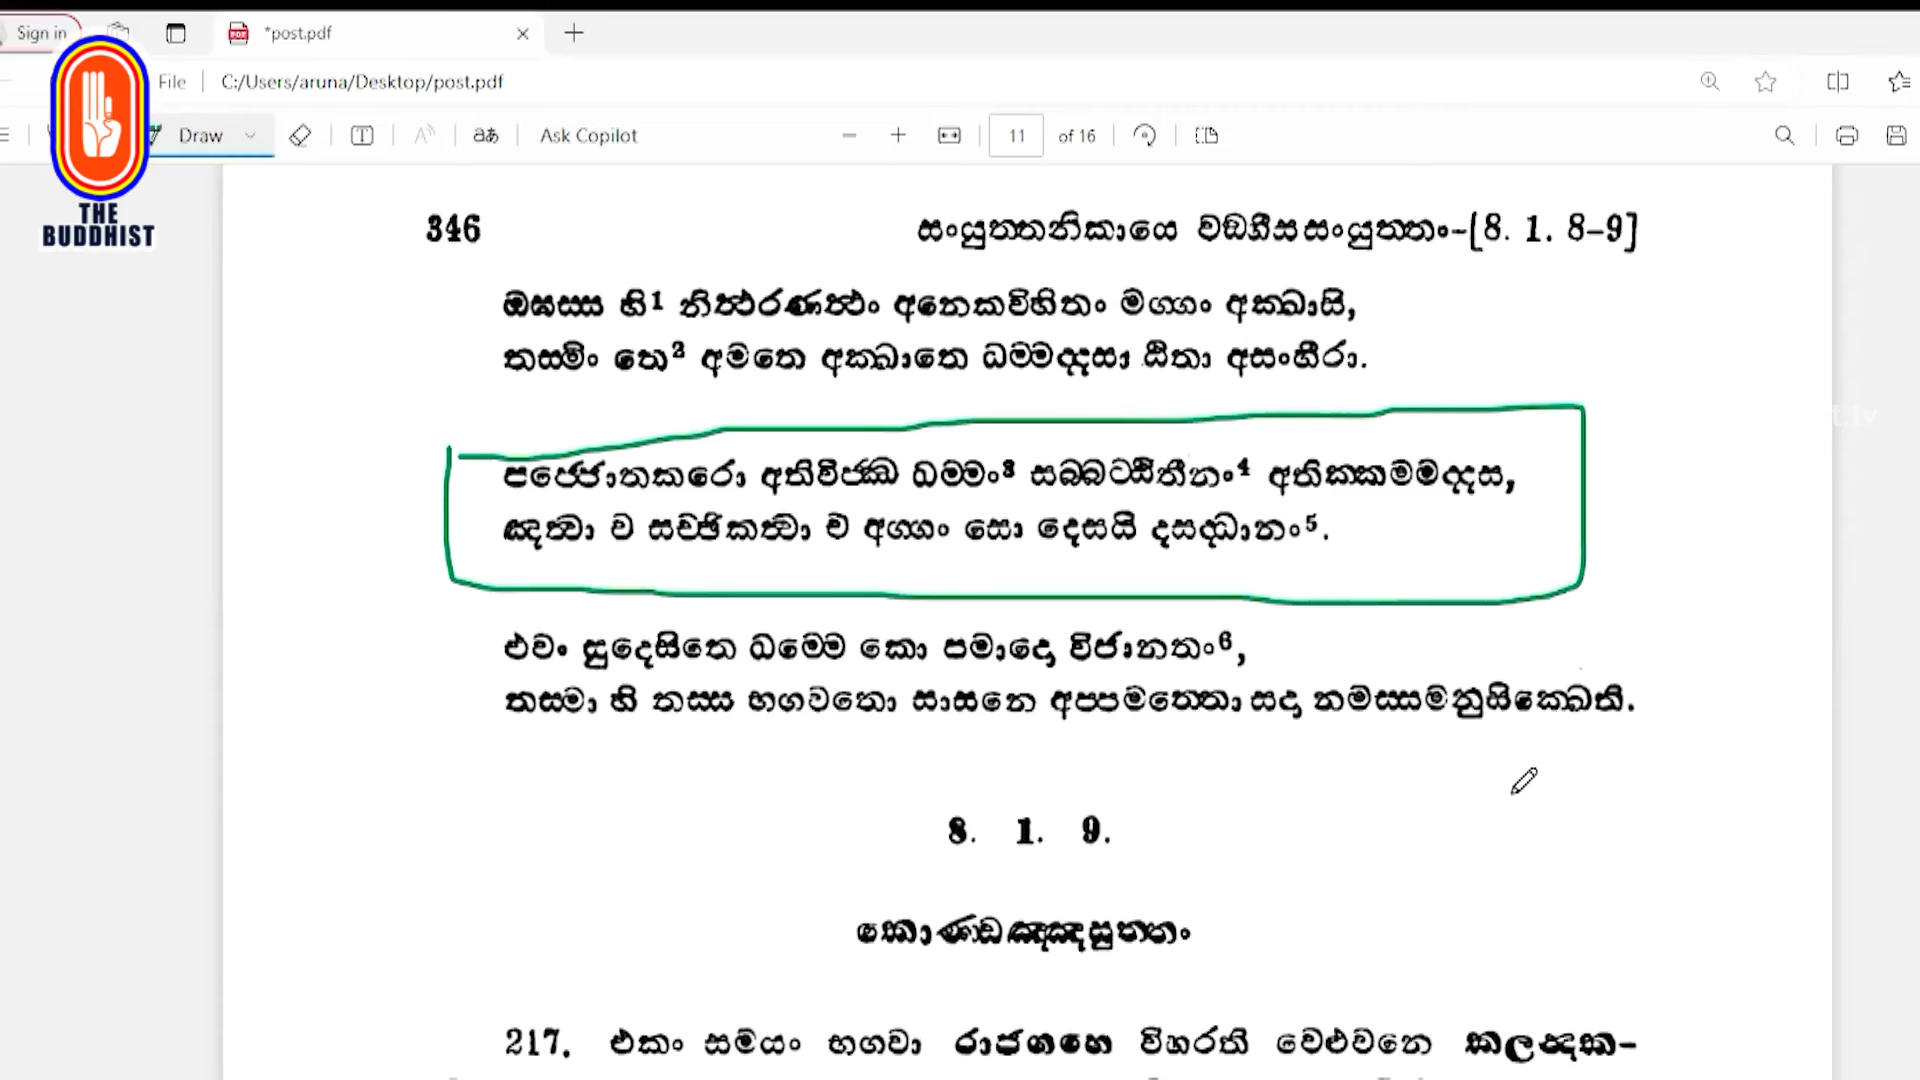 Sign in
*post.pdf
File
C:/Users/aruna/Desktop/post.pdf
Draw
Ask Copilot
11 of 16
THE
BUDDHIST
346 සංයුත්තනිකායෙ වඞ්ගීසසංයුත්තං-[8. 1. 8-9]
ඔඝස්ස හි¹ නිත්ථරණත්ථං අනෙකවිහිතං මග්ගං අක්ඛාසි,
තස්මිං තෙ² අමතෙ අක්ඛාතෙ ධම්මද්දසා ඨිතා අසංහීරා.
පජ්ජොතකරො අතිවිජ්ඣ ධම්මං³ සබ්බට්ඨිතීනං⁴ අතික්කමමද්දස,
ඤත්වා ච සච්ඡිකත්වා ච අග්ගං සො දෙසයි දසද්ධානං⁵.
එවං සුදෙසිතෙ ධම්මෙ කො පමාදො විජානතං⁶,
තස්මා හි තස්ස භගවතො සාසනෙ අප්පමත්තො සදා නමස්සමනුසික්ඛෙති.
8. 1. 9.
කොණ්ඩඤ්ඤසුත්තං
217. එකං සමයං භගවා රාජගහෙ විහරති වෙළුවනෙ කලන්දක-